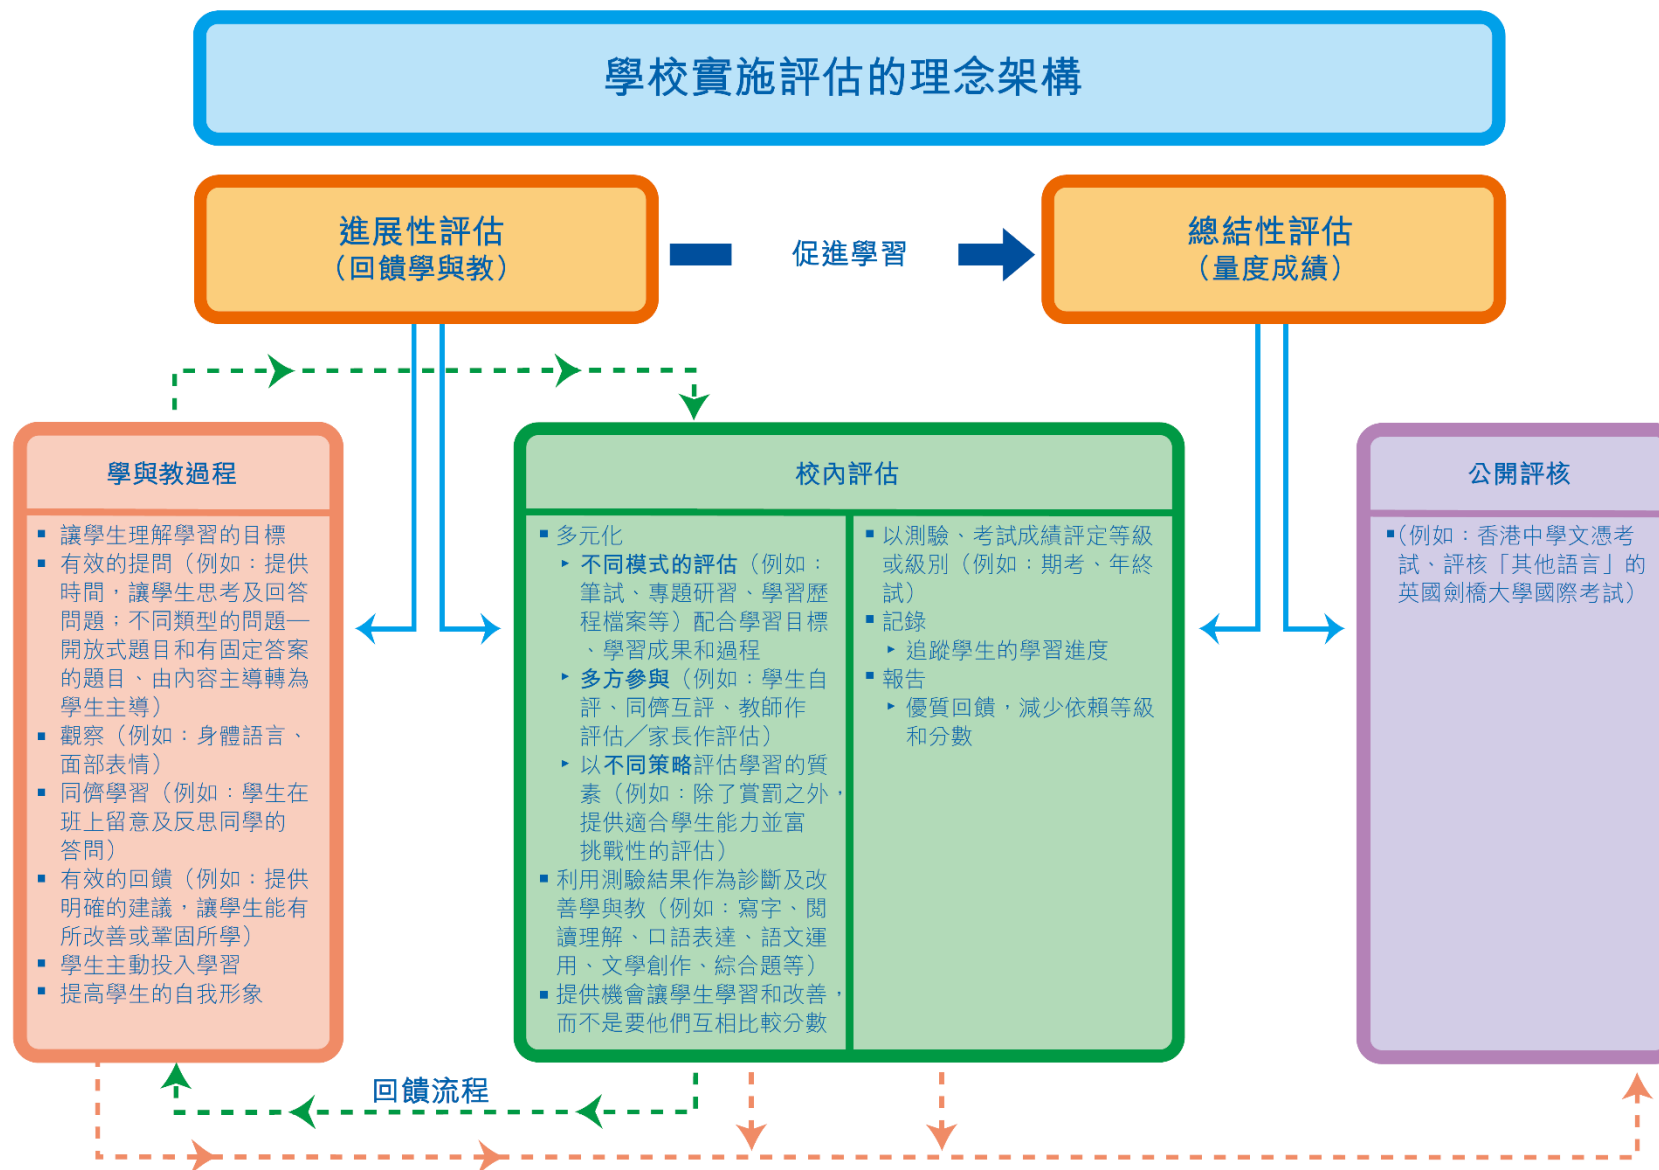 學校實施評估的理念架構
進展性評估
（回饋學與教）
促進學習
總結性評估
（量度成績）
學與教過程
▪ 讓學生理解學習的目標
▪ 有效的提問（例如：提供
時間，讓學生思考及回答
問題；不同類型的問題—
開放式題目和有固定答案
的題目、由內容主導轉為
學生主導）
▪ 觀察（例如：身體語言、
面部表情）
▪ 同儕學習（例如：學生在
班上留意及反思同學的
答問）
▪ 有效的回饋（例如：提供
明確的建議，讓學生能有
所改善或鞏固所學）
▪ 學生主動投入學習
▪ 提高學生的自我形象
校內評估
▪ 多元化
‣ 不同模式的評估（例如：
筆試、專題研習、學習歷
程檔案等）配合學習目標
、學習成果和過程
‣ 多方參與（例如：學生自
評、同儕互評、教師作
評估／家長作評估）
‣ 以不同策略評估學習的質
素（例如：除了賞罰之外，
提供適合學生能力並富
挑戰性的評估）
▪ 利用測驗結果作為診斷及改
善學與教（例如：寫字、閱
讀理解、口語表達、語文運
用、文學創作、綜合題等）
▪ 提供機會讓學生學習和改善，
而不是要他們互相比較分數
▪ 以測驗、考試成績評定等級
或級別（例如：期考、年終
試）
▪ 記錄
‣ 追蹤學生的學習進度
▪ 報告
‣ 優質回饋，減少依賴等級
和分數
公開評核
▪（例如：香港中學文憑考
試、評核「其他語言」的
英國劍橋大學國際考試）
回饋流程